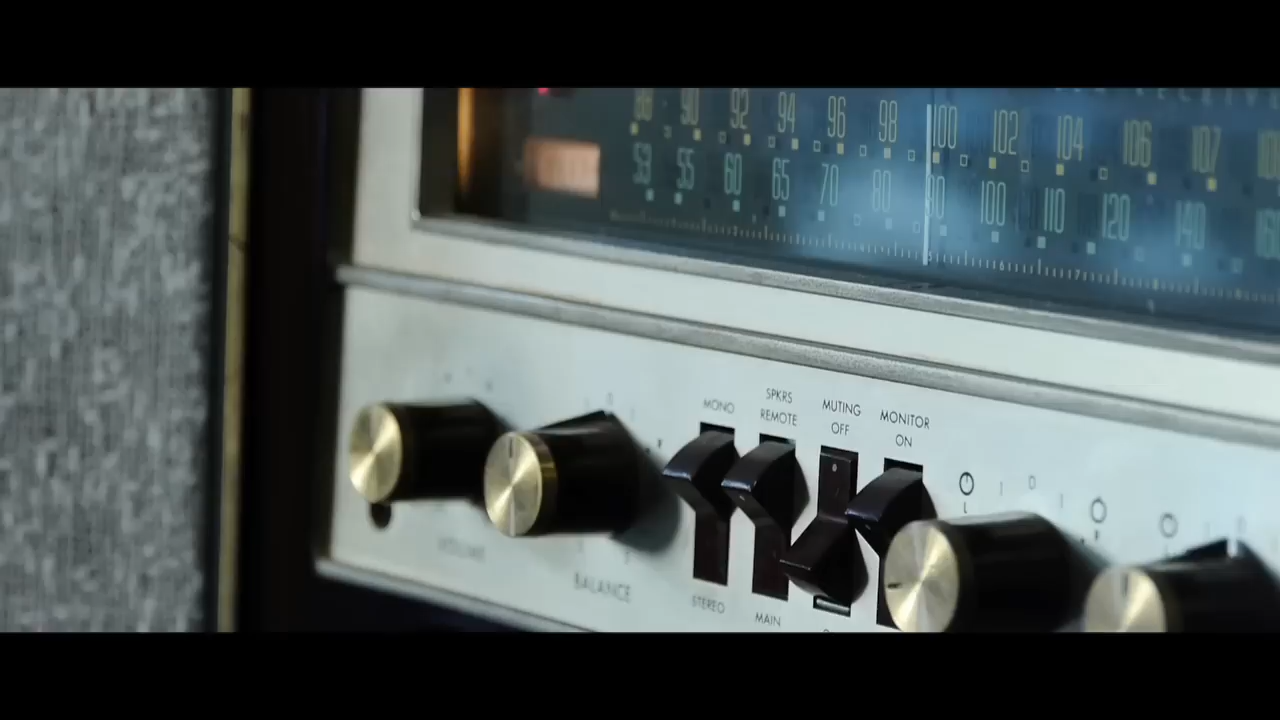 88 90 92 94 96 98 100 102 104 106 107
53 55 60 65 70 80 90 100 110 120 140
MONO
SPKRS
REMOTE
MUTING
OFF
MONITOR
ON
L
VOLUME
BALANCE
STEREO
MAIN